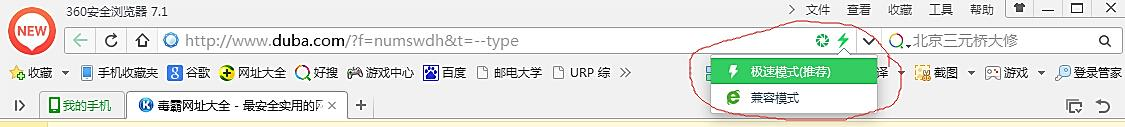 360安全浏览器 7.1
文件 查看 收藏 工具 帮助
NEW
http://www.duba.com/?f=numswdh&t=--type
北京三元桥大修
收藏 手机收藏夹 谷歌 网址大全 好搜 游戏中心 百度 邮电大学 URP 综 译 截图 游戏 登录管家
极速模式(推荐)
兼容模式
我的手机 毒霸网址大全 - 最安全实用的网